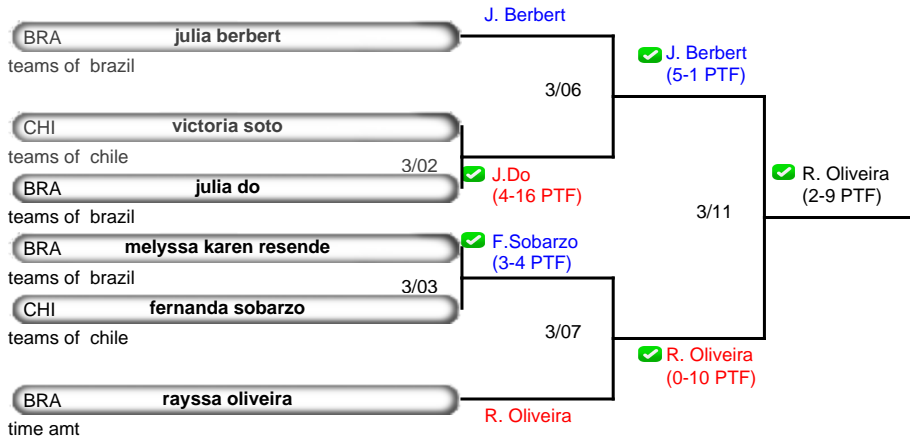 J. Berbert
BRA julia berbert
teams of brazil
J. Berbert
(5-1 PTF)
3/06
CHI victoria soto
teams of chile
3/02
J.Do
(4-16 PTF)
BRA julia do
teams of brazil
R. Oliveira
(2-9 PTF)
3/11
BRA melyssa karen resende
teams of brazil
F.Sobarzo
(3-4 PTF)
3/03
CHI fernanda sobarzo
teams of chile
3/07
R. Oliveira
(0-10 PTF)
BRA rayssa oliveira
time amt
R. Oliveira